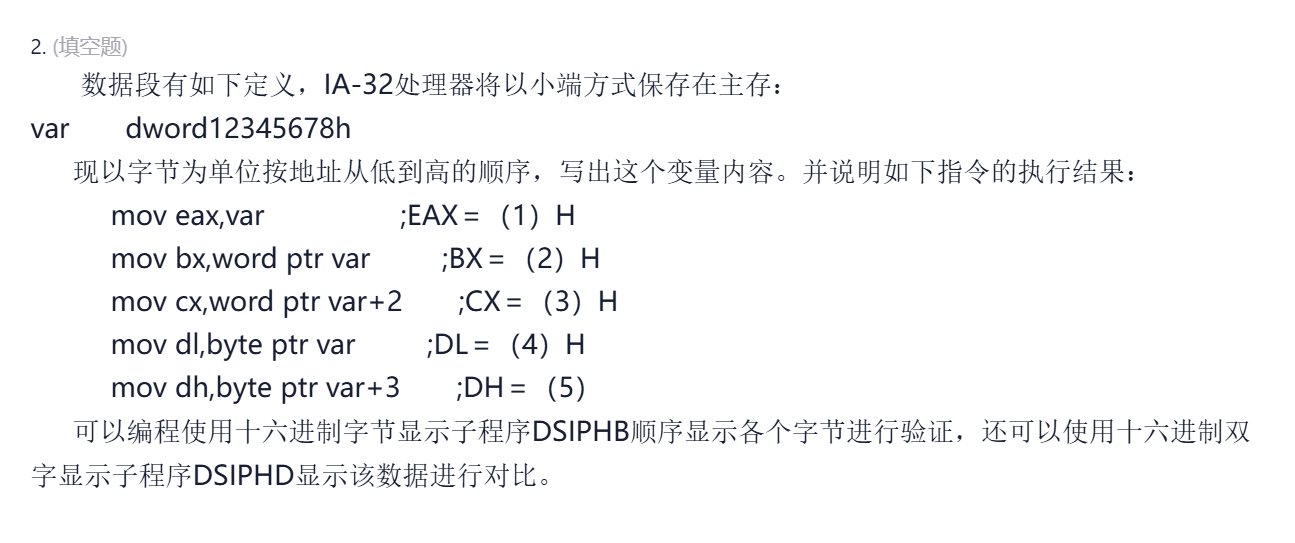 2. (填空题)
数据段有如下定义，IA-32处理器将以小端方式保存在主存：
var dword12345678h
现以字节为单位按地址从低到高的顺序，写出这个变量内容。并说明如下指令的执行结果：
mov eax,var ;EAX =（1）H
mov bx,word ptr var ;BX =（2）H
mov cx,word ptr var+2 ;CX =（3）H
mov dl,byte ptr var ;DL =（4）H
mov dh,byte ptr var+3 ;DH =（5）
可以编程使用十六进制字节显示子程序DSIPHB顺序显示各个字节进行验证，还可以使用十六进制双
字显示子程序DSIPHD显示该数据进行对比。